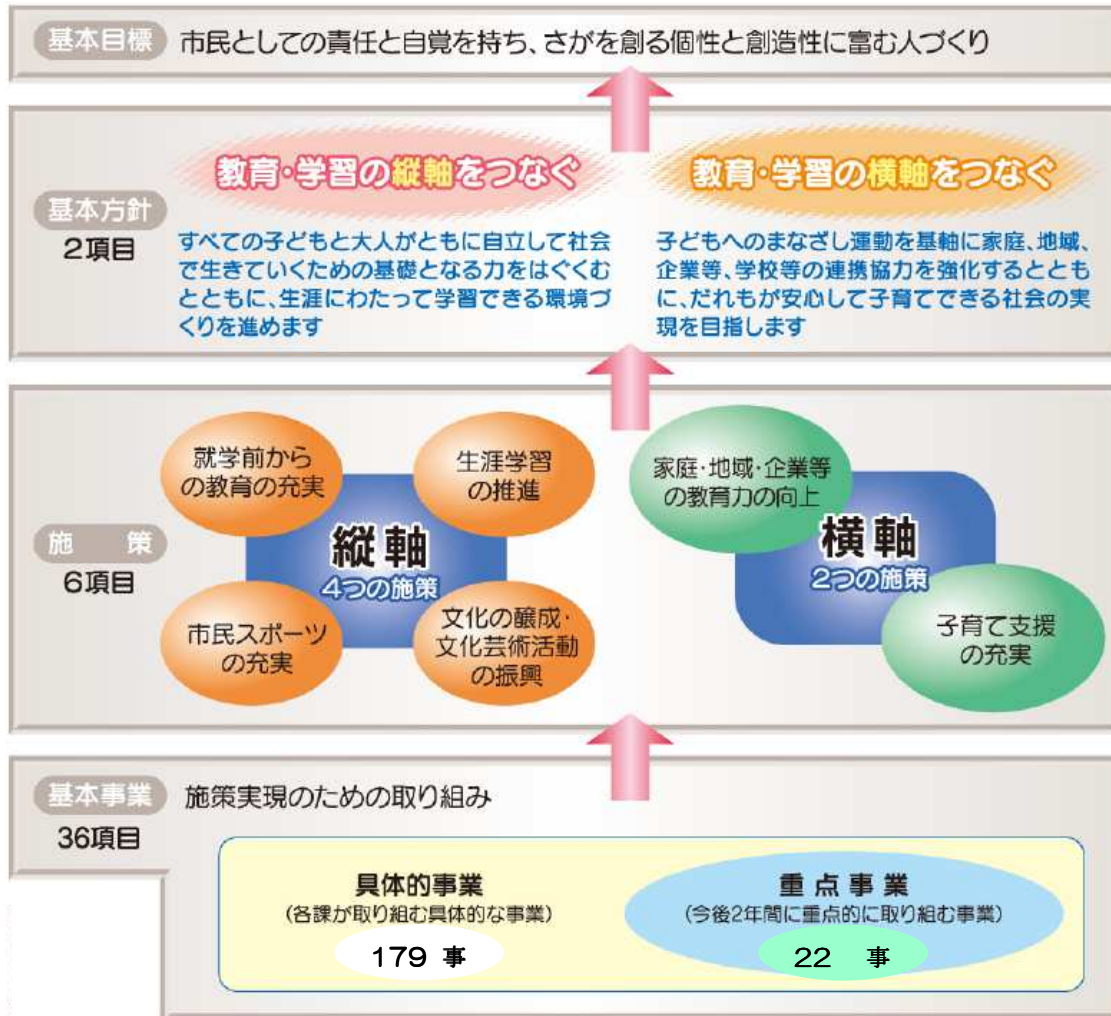 基本目標 市民としての責任と自覚を持ち、さがを創る個性と創造性に富む人づくり
基本方針
2項目
教育・学習の縦軸をつなぐ
すべての子どもと大人がともに自立して社会
で生きていくための基礎となる力をはぐくむ
とともに、生涯にわたって学習できる環境づ
くりを進めます
教育・学習の横軸をつなぐ
子どもへのまなざし運動を基軸に家庭、地域、
企業等、学校等の連携協力を強化するととも
に、だれもが安心して子育てできる社会の実
現を目指します
施 策
6項目
就学前から
の教育の充実
生涯学習
の推進
縦軸
4つの施策
市民スポーツ
の充実
文化の醸成・
文化芸術活動
の振興
家庭・地域・企業等
の教育力の向上
横軸
2つの施策
子育て支援
の充実
基本事業 施策実現のための取り組み
36項目
具体的事業
(各課が取り組む具体的な事業)
179 事
重点事業
(今後2年間に重点的に取り組む事業)
22 事